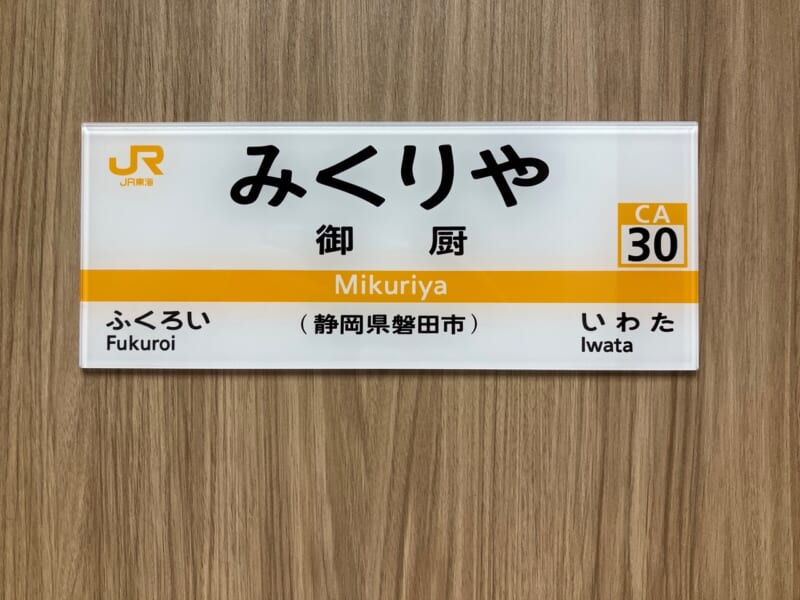 JR
JR東海
みくりや
御厨
CA
30
Mikuriya
ふくろい
Fukuroi
（静岡県磐田市）
いわた
Iwata